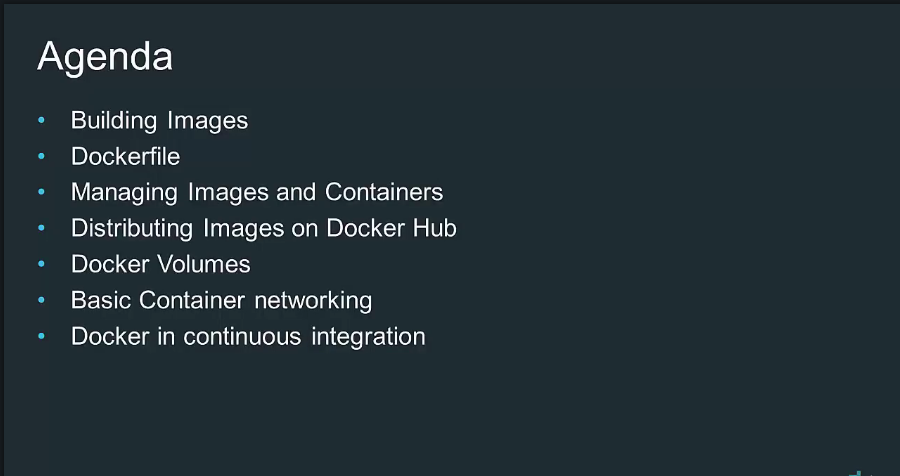 Agenda
• Building Images
• Dockerfile
• Managing Images and Containers
• Distributing Images on Docker Hub
• Docker Volumes
• Basic Container networking
• Docker in continuous integration